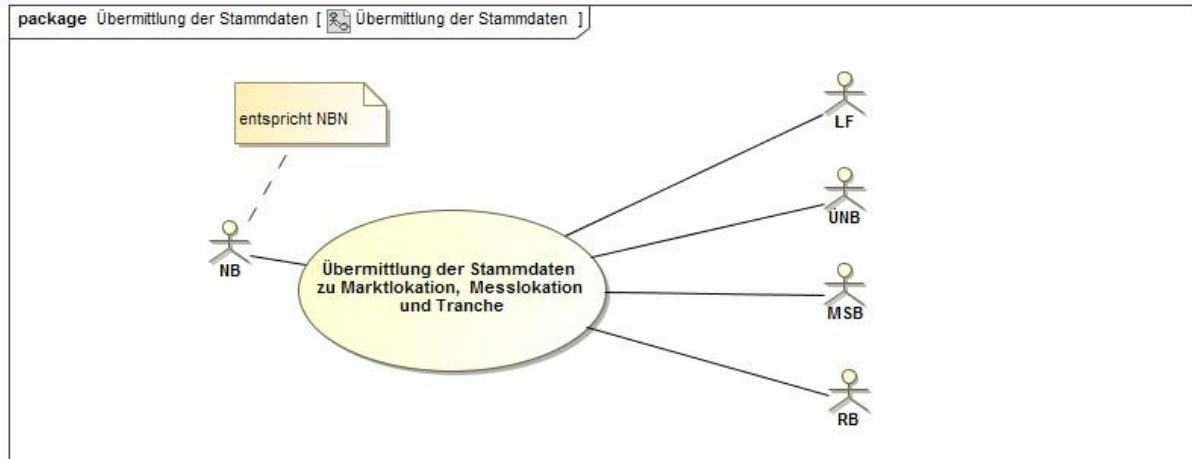 package Übermittlung der Stammdaten [ Übermittlung der Stammdaten ]
entspricht NBN
LF
ÜNB
NB
Übermittlung der Stammdaten
zu Marktlokation, Messlokation
und Tranche
MSB
RB